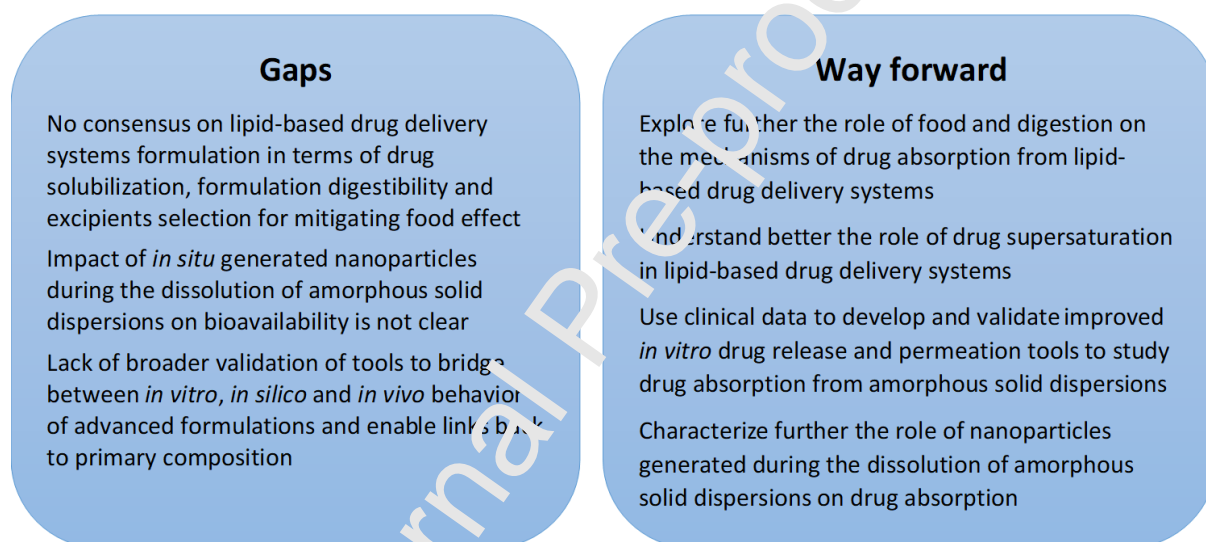 Gaps
No consensus on lipid-based drug delivery
systems formulation in terms of drug
solubilization, formulation digestibility and
excipients selection for mitigating food effect
Impact of in situ generated nanoparticles
during the dissolution of amorphous solid
dispersions on bioavailability is not clear
Lack of broader validation of tools to bridge
between in vitro, in silico and in vivo behavior
of advanced formulations and enable links back
to primary composition
Way forward
Explore further the role of food and digestion on
the mechanisms of drug absorption from lipid-
based drug delivery systems
Understand better the role of drug supersaturation
in lipid-based drug delivery systems
Use clinical data to develop and validate improved
in vitro drug release and permeation tools to study
drug absorption from amorphous solid dispersions
Characterize further the role of nanoparticles
generated during the dissolution of amorphous
solid dispersions on drug absorption
rnal Pre-proo